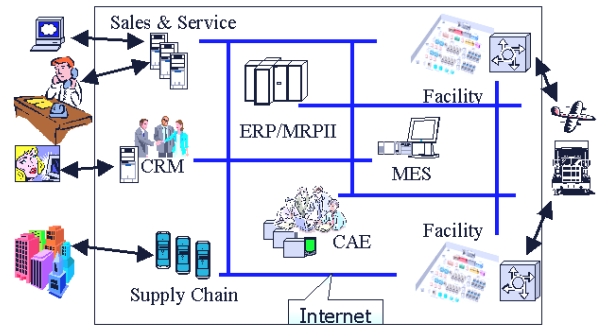 Sales & Service
Facility
ERP/MRPII
CRM
MES
CAE
Facility
Supply Chain
Internet